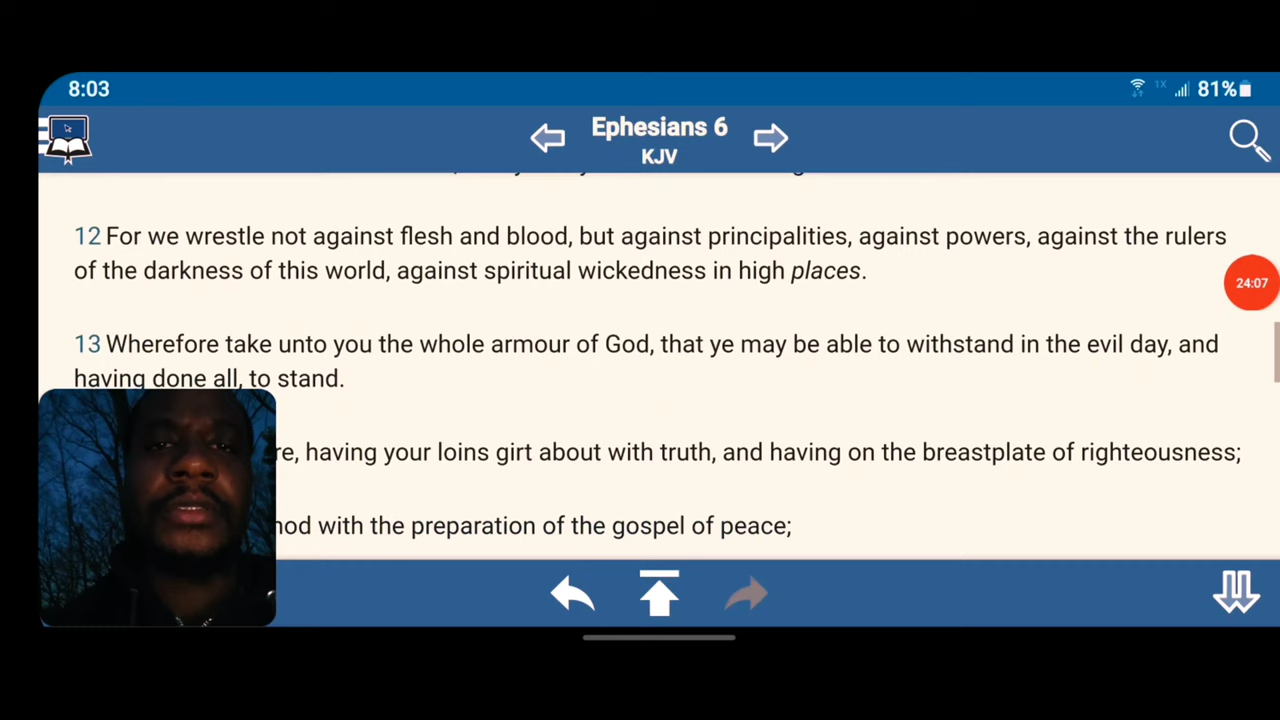 8:03
1X
81%
Ephesians 6
KJV
12 For we wrestle not against flesh and blood, but against principalities, against powers, against the rulers
of the darkness of this world, against spiritual wickedness in high places.
24:07
13 Wherefore take unto you the whole armour of God, that ye may be able to withstand in the evil day, and
having done all, to stand.
re, having your loins girt about with truth, and having on the breastplate of righteousness;
hod with the preparation of the gospel of peace;